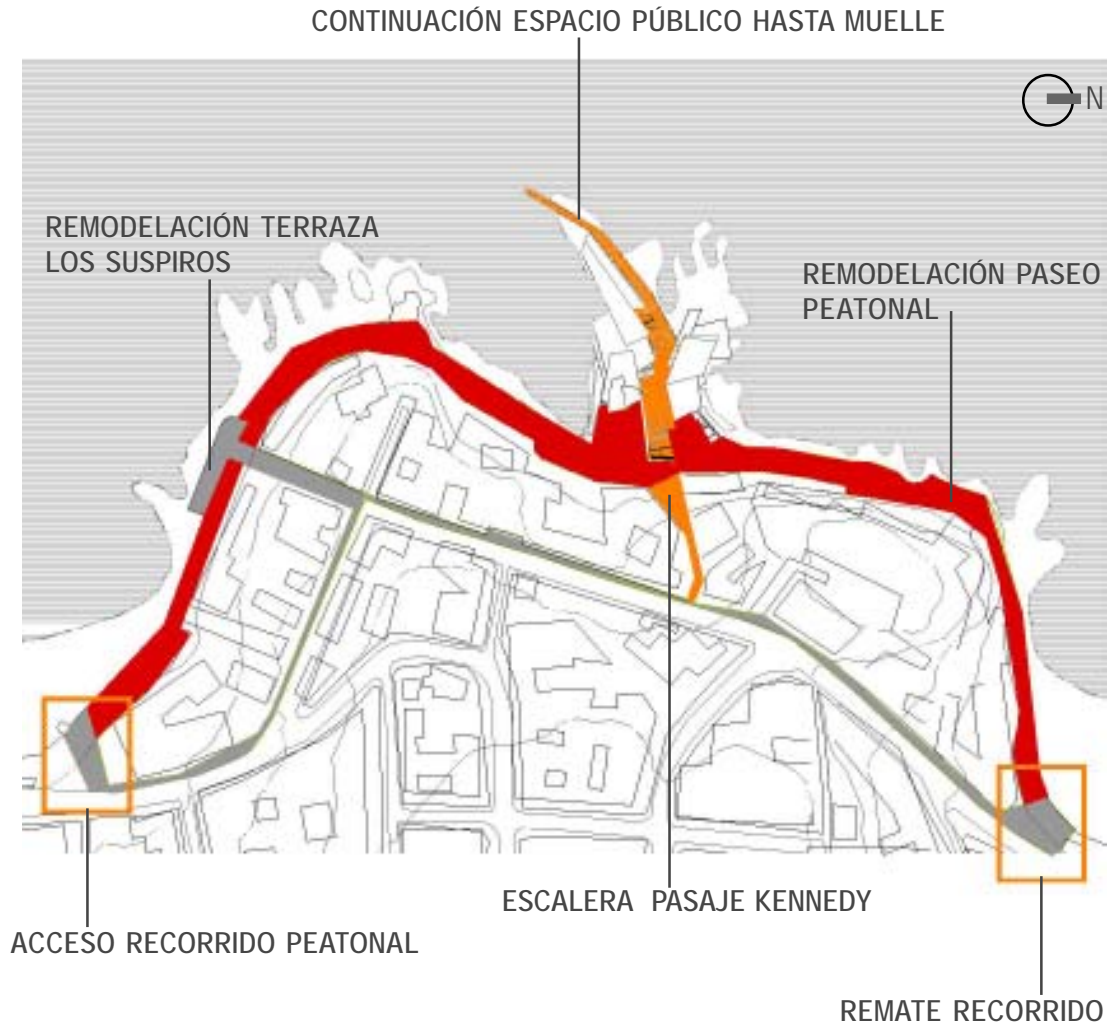 CONTINUACIÓN ESPACIO PÚBLICO HASTA MUELLE
N
REMODELACIÓN TERRAZA
LOS SUSPIROS
REMODELACIÓN PASEO
PEATONAL
ESCALERA PASAJE KENNEDY
ACCESO RECORRIDO PEATONAL
REMATE RECORRIDO